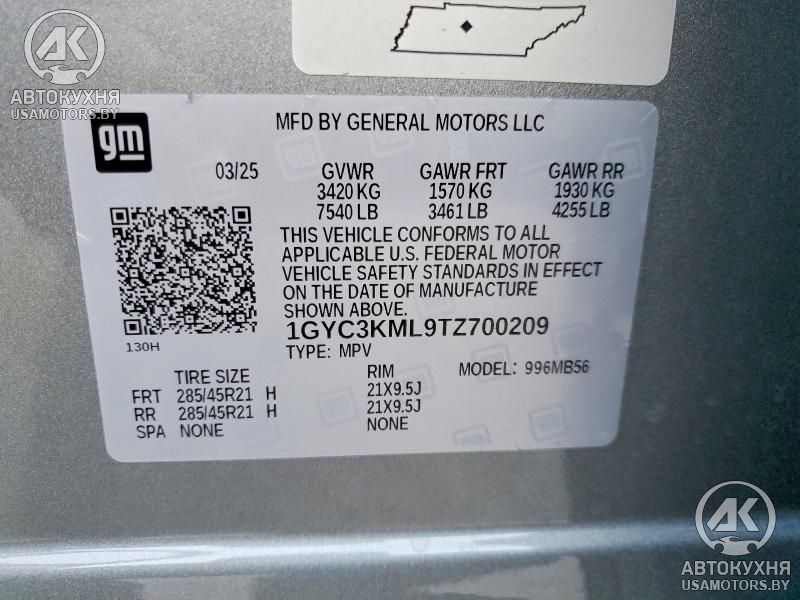 AK
АВТОКУХНЯ
USAMOTORS.BY
gm
MFD BY GENERAL MOTORS LLC
03/25 GVWR GAWR FRT GAWR RR
3420 KG 1570 KG 1930 KG
7540 LB 3461 LB 4255 LB
THIS VEHICLE CONFORMS TO ALL
APPLICABLE U.S. FEDERAL MOTOR
VEHICLE SAFETY STANDARDS IN EFFECT
ON THE DATE OF MANUFACTURE
SHOWN ABOVE.
1GYC3KML9TZ700209
130H
TYPE: MPV
MODEL: 996MB56
TIRE SIZE RIM
FRT 285/45R21 H 21X9.5J
RR 285/45R21 H 21X9.5J
SPA NONE NONE
AK
АВТОКУХНЯ
USAMOTORS.BY